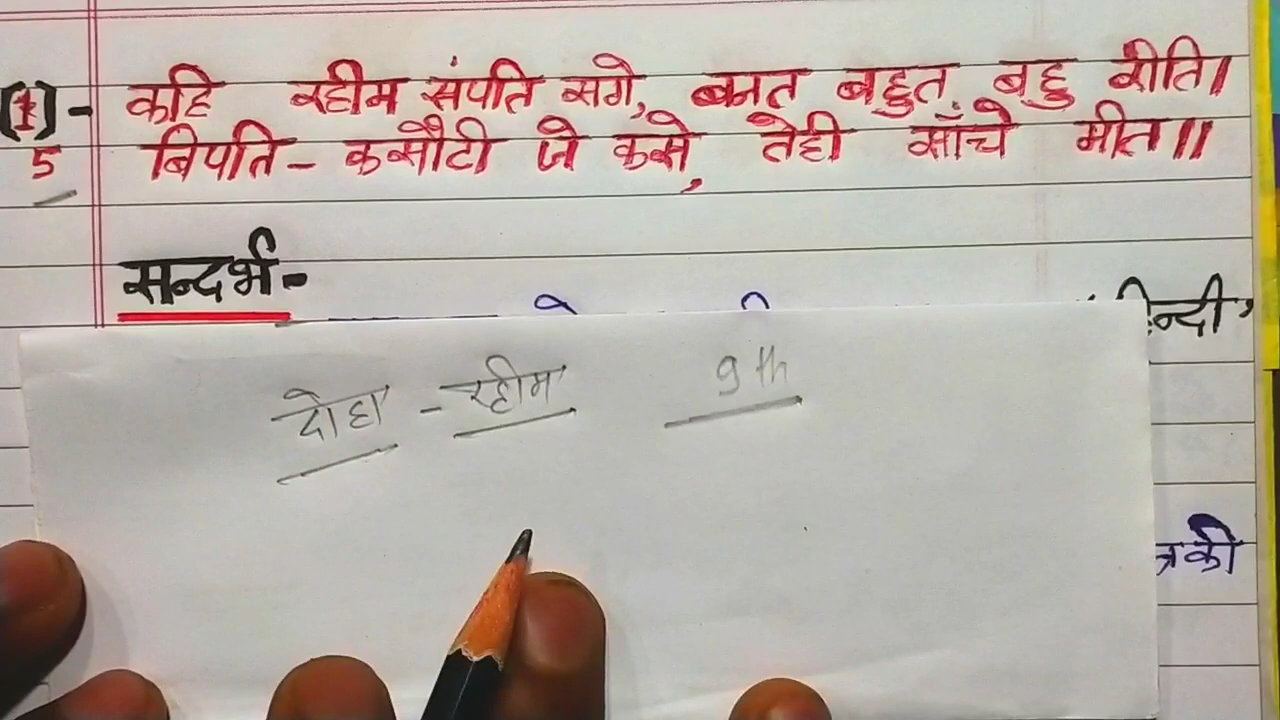 [1]- कहि रहीम संपति सगे, बनत बहुत बहु रीति।
5 बिपति- कसौटी जे कसे, तेही साँचे मीत॥
सन्दर्भ-
हिन्दी'
दोहा - रहीम 9th
की